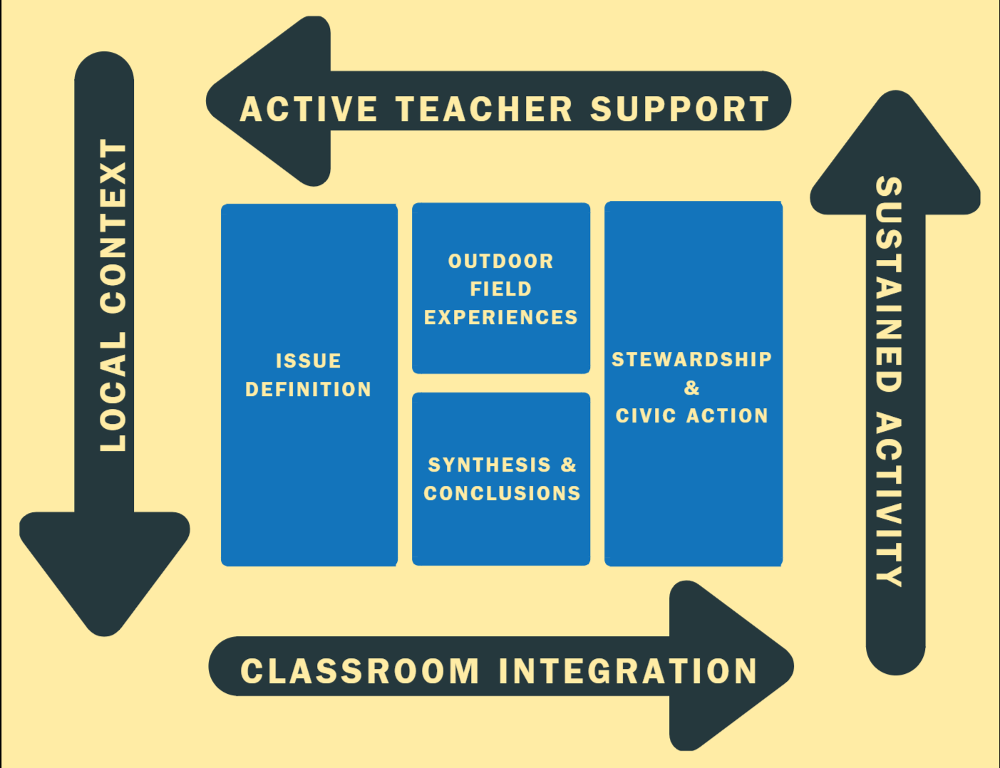 ACTIVE TEACHER SUPPORT
LOCAL CONTEXT
ISSUE
DEFINITION
OUTDOOR
FIELD
EXPERIENCES
SYNTHESIS &
CONCLUSIONS
STEWARDSHIP
&
CIVIC ACTION
SUSTAINED ACTIVITY
CLASSROOM INTEGRATION